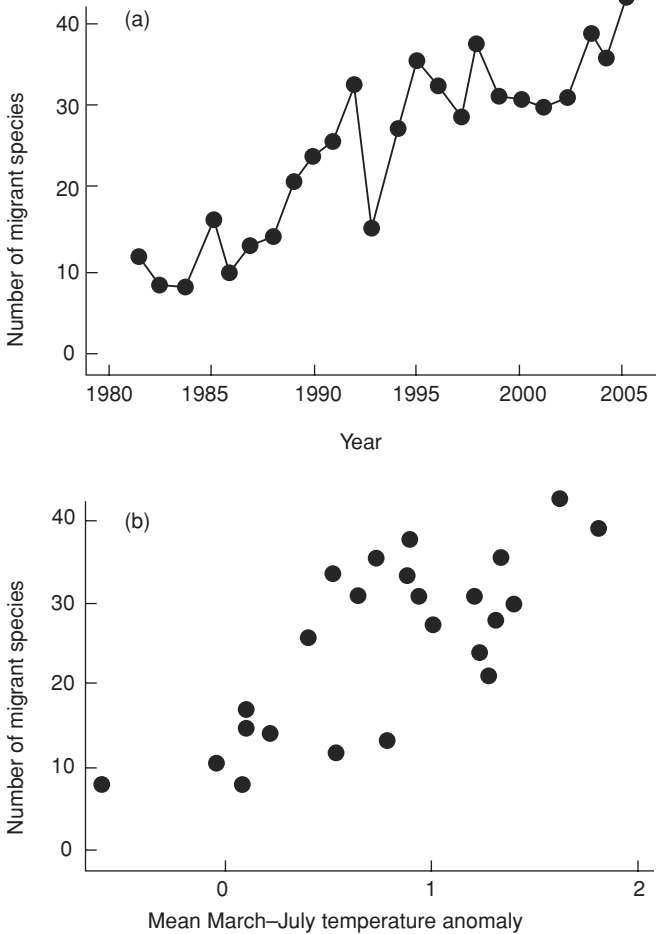 (a)
40
30
20
10
0
Number of migrant species
1980 1985 1990 1995 2000 2005
Year
(b)
40
30
20
10
0
Number of migrant species
0 1 2
Mean March–July temperature anomaly